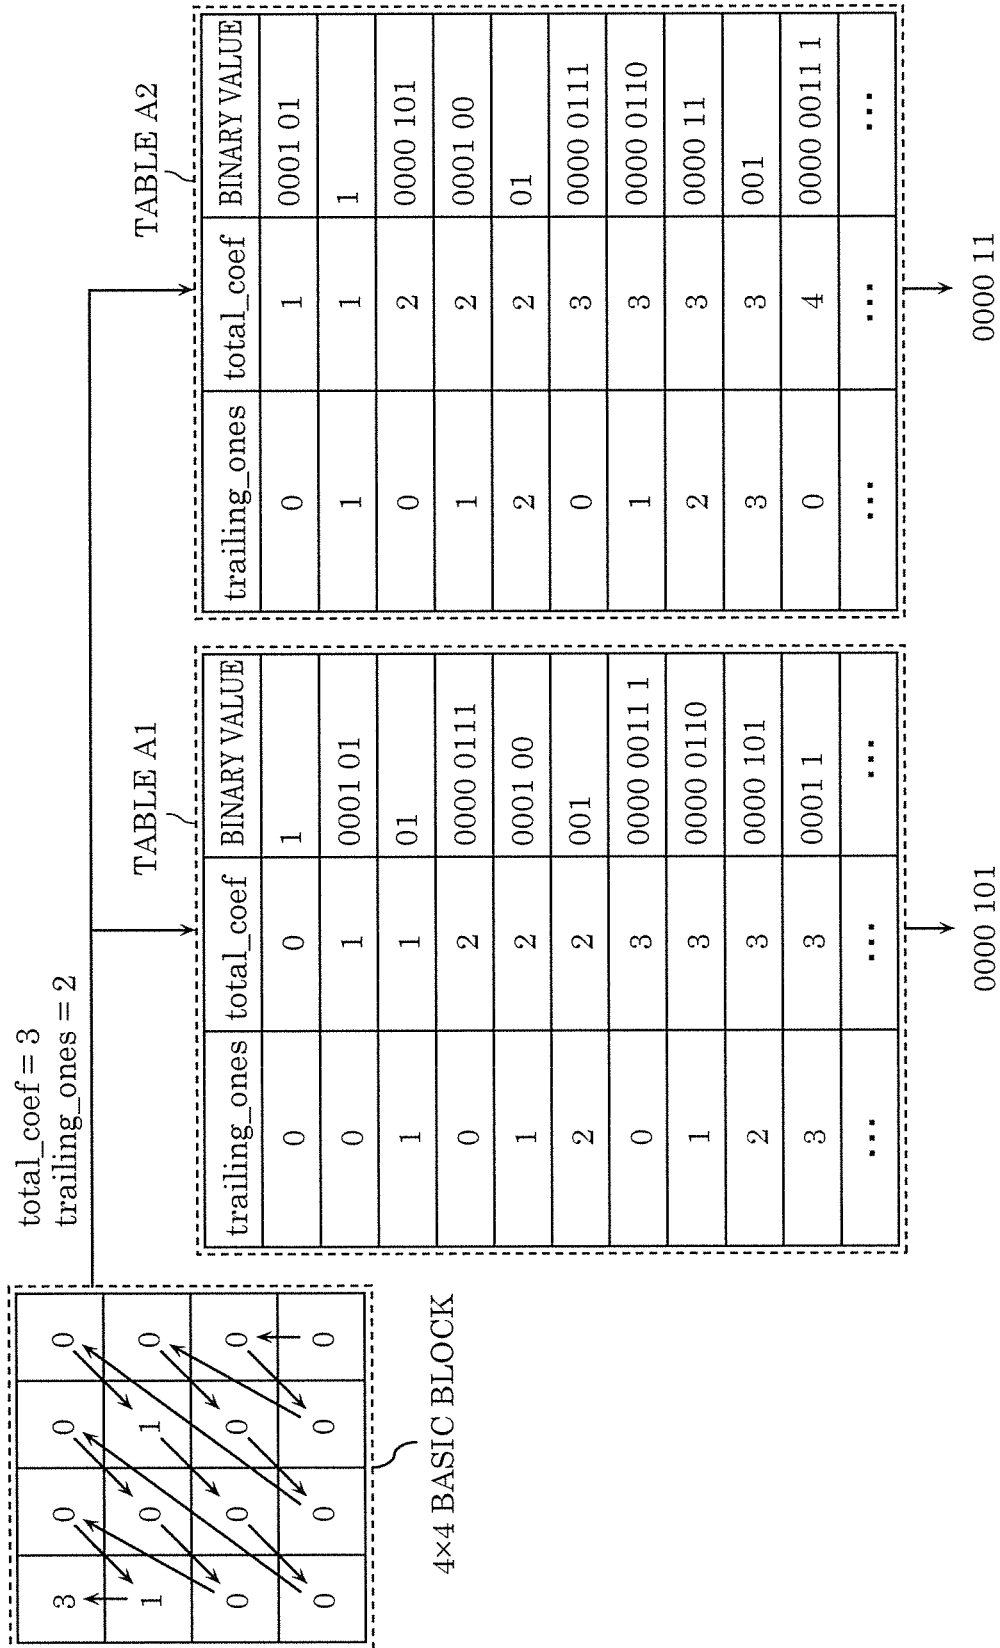 3 0 0 0
1 0 1 0
0 0 0 0
0 0 0 0
4×4 BASIC BLOCK
total_coef = 3
trailing_ones = 2
TABLE A1
trailing_ones total_coef BINARY VALUE
0 0 1
0 1 0001 01
1 1 01
0 2 0000 0111
1 2 0001 00
2 2 001
0 3 0000 0011 1
1 3 0000 0110
2 3 0000 101
3 3 0001 1
... ... ...
0000 101
TABLE A2
trailing_ones total_coef BINARY VALUE
0 1 0001 01
1 1 1
0 2 0000 101
1 2 0001 00
2 2 01
0 3 0000 0111
1 3 0000 0110
2 3 0000 11
3 3 001
0 4 0000 0011 1
... ... ...
0000 11